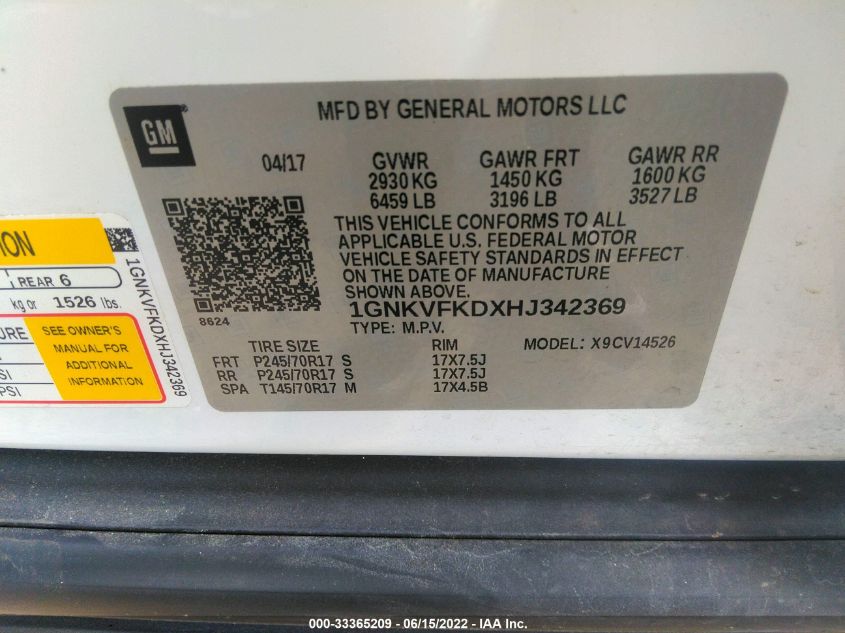 GM
MFD BY GENERAL MOTORS LLC
04/17 GVWR GAWR FRT GAWR RR
2930 KG 1450 KG 1600 KG
6459 LB 3196 LB 3527 LB
THIS VEHICLE CONFORMS TO ALL
APPLICABLE U.S. FEDERAL MOTOR
VEHICLE SAFETY STANDARDS IN EFFECT
ON THE DATE OF MANUFACTURE
SHOWN ABOVE.
8624
1GNKVFKDXHJ342369
TYPE: M.P.V. MODEL: X9CV14526
TIRE SIZE RIM
FRT P245/70R17 S 17X7.5J
RR P245/70R17 S 17X7.5J
SPA T145/70R17 M 17X4.5B
REAR 6
kg or 1526 lbs.
SEE OWNER'S
MANUAL FOR
ADDITIONAL
INFORMATION
PSI
1GNKVFKDXHJ342369
000-33365209 - 06/15/2022 - IAA Inc.